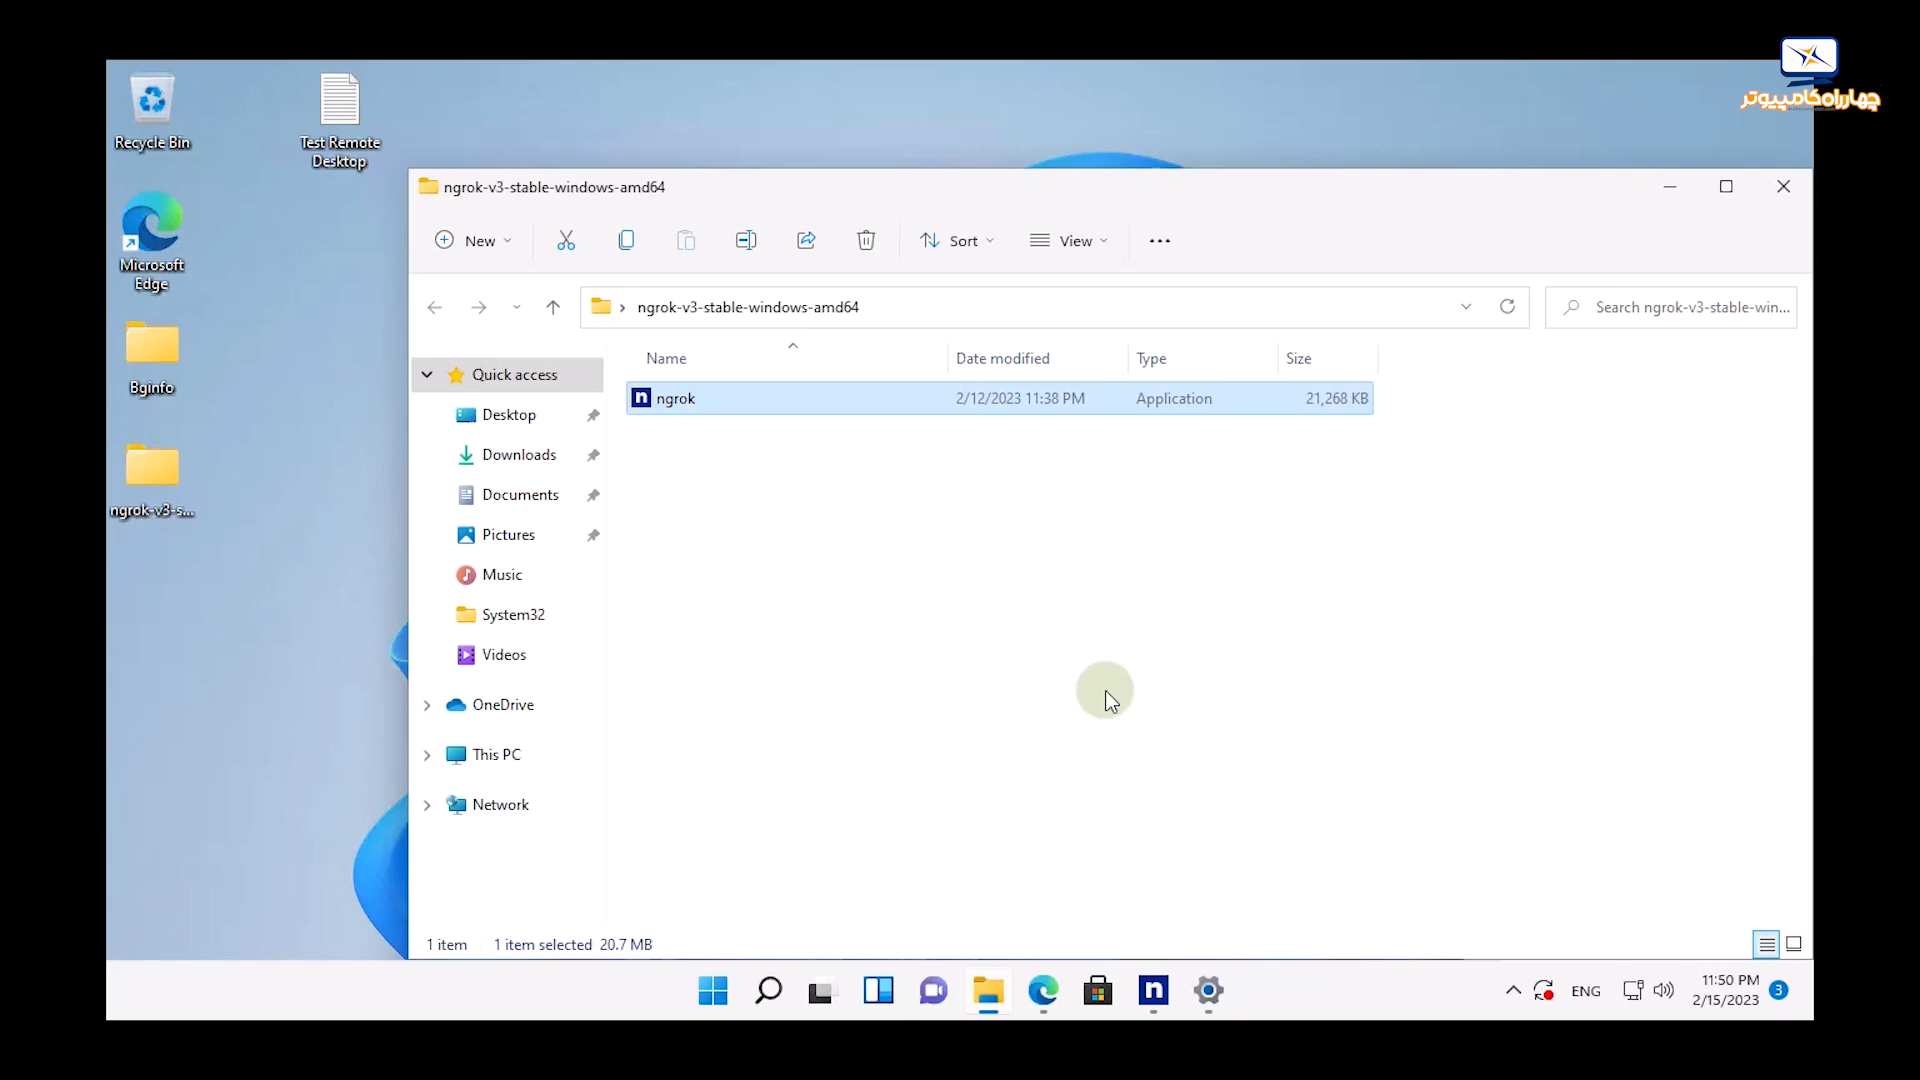 چهارراه کامپیوتر
Recycle Bin
Test Remote
Desktop
Microsoft
Edge
Bginfo
ngrok-v3-s...
ngrok-v3-stable-windows-amd64
New
Sort
View
ngrok-v3-stable-windows-amd64
Search ngrok-v3-stable-win...
Name
Date modified
Type
Size
ngrok
2/12/2023 11:38 PM
Application
21,268 KB
Quick access
Desktop
Downloads
Documents
Pictures
Music
System32
Videos
OneDrive
This PC
Network
1 item
1 item selected 20.7 MB
n
ENG
11:50 PM
2/15/2023
3